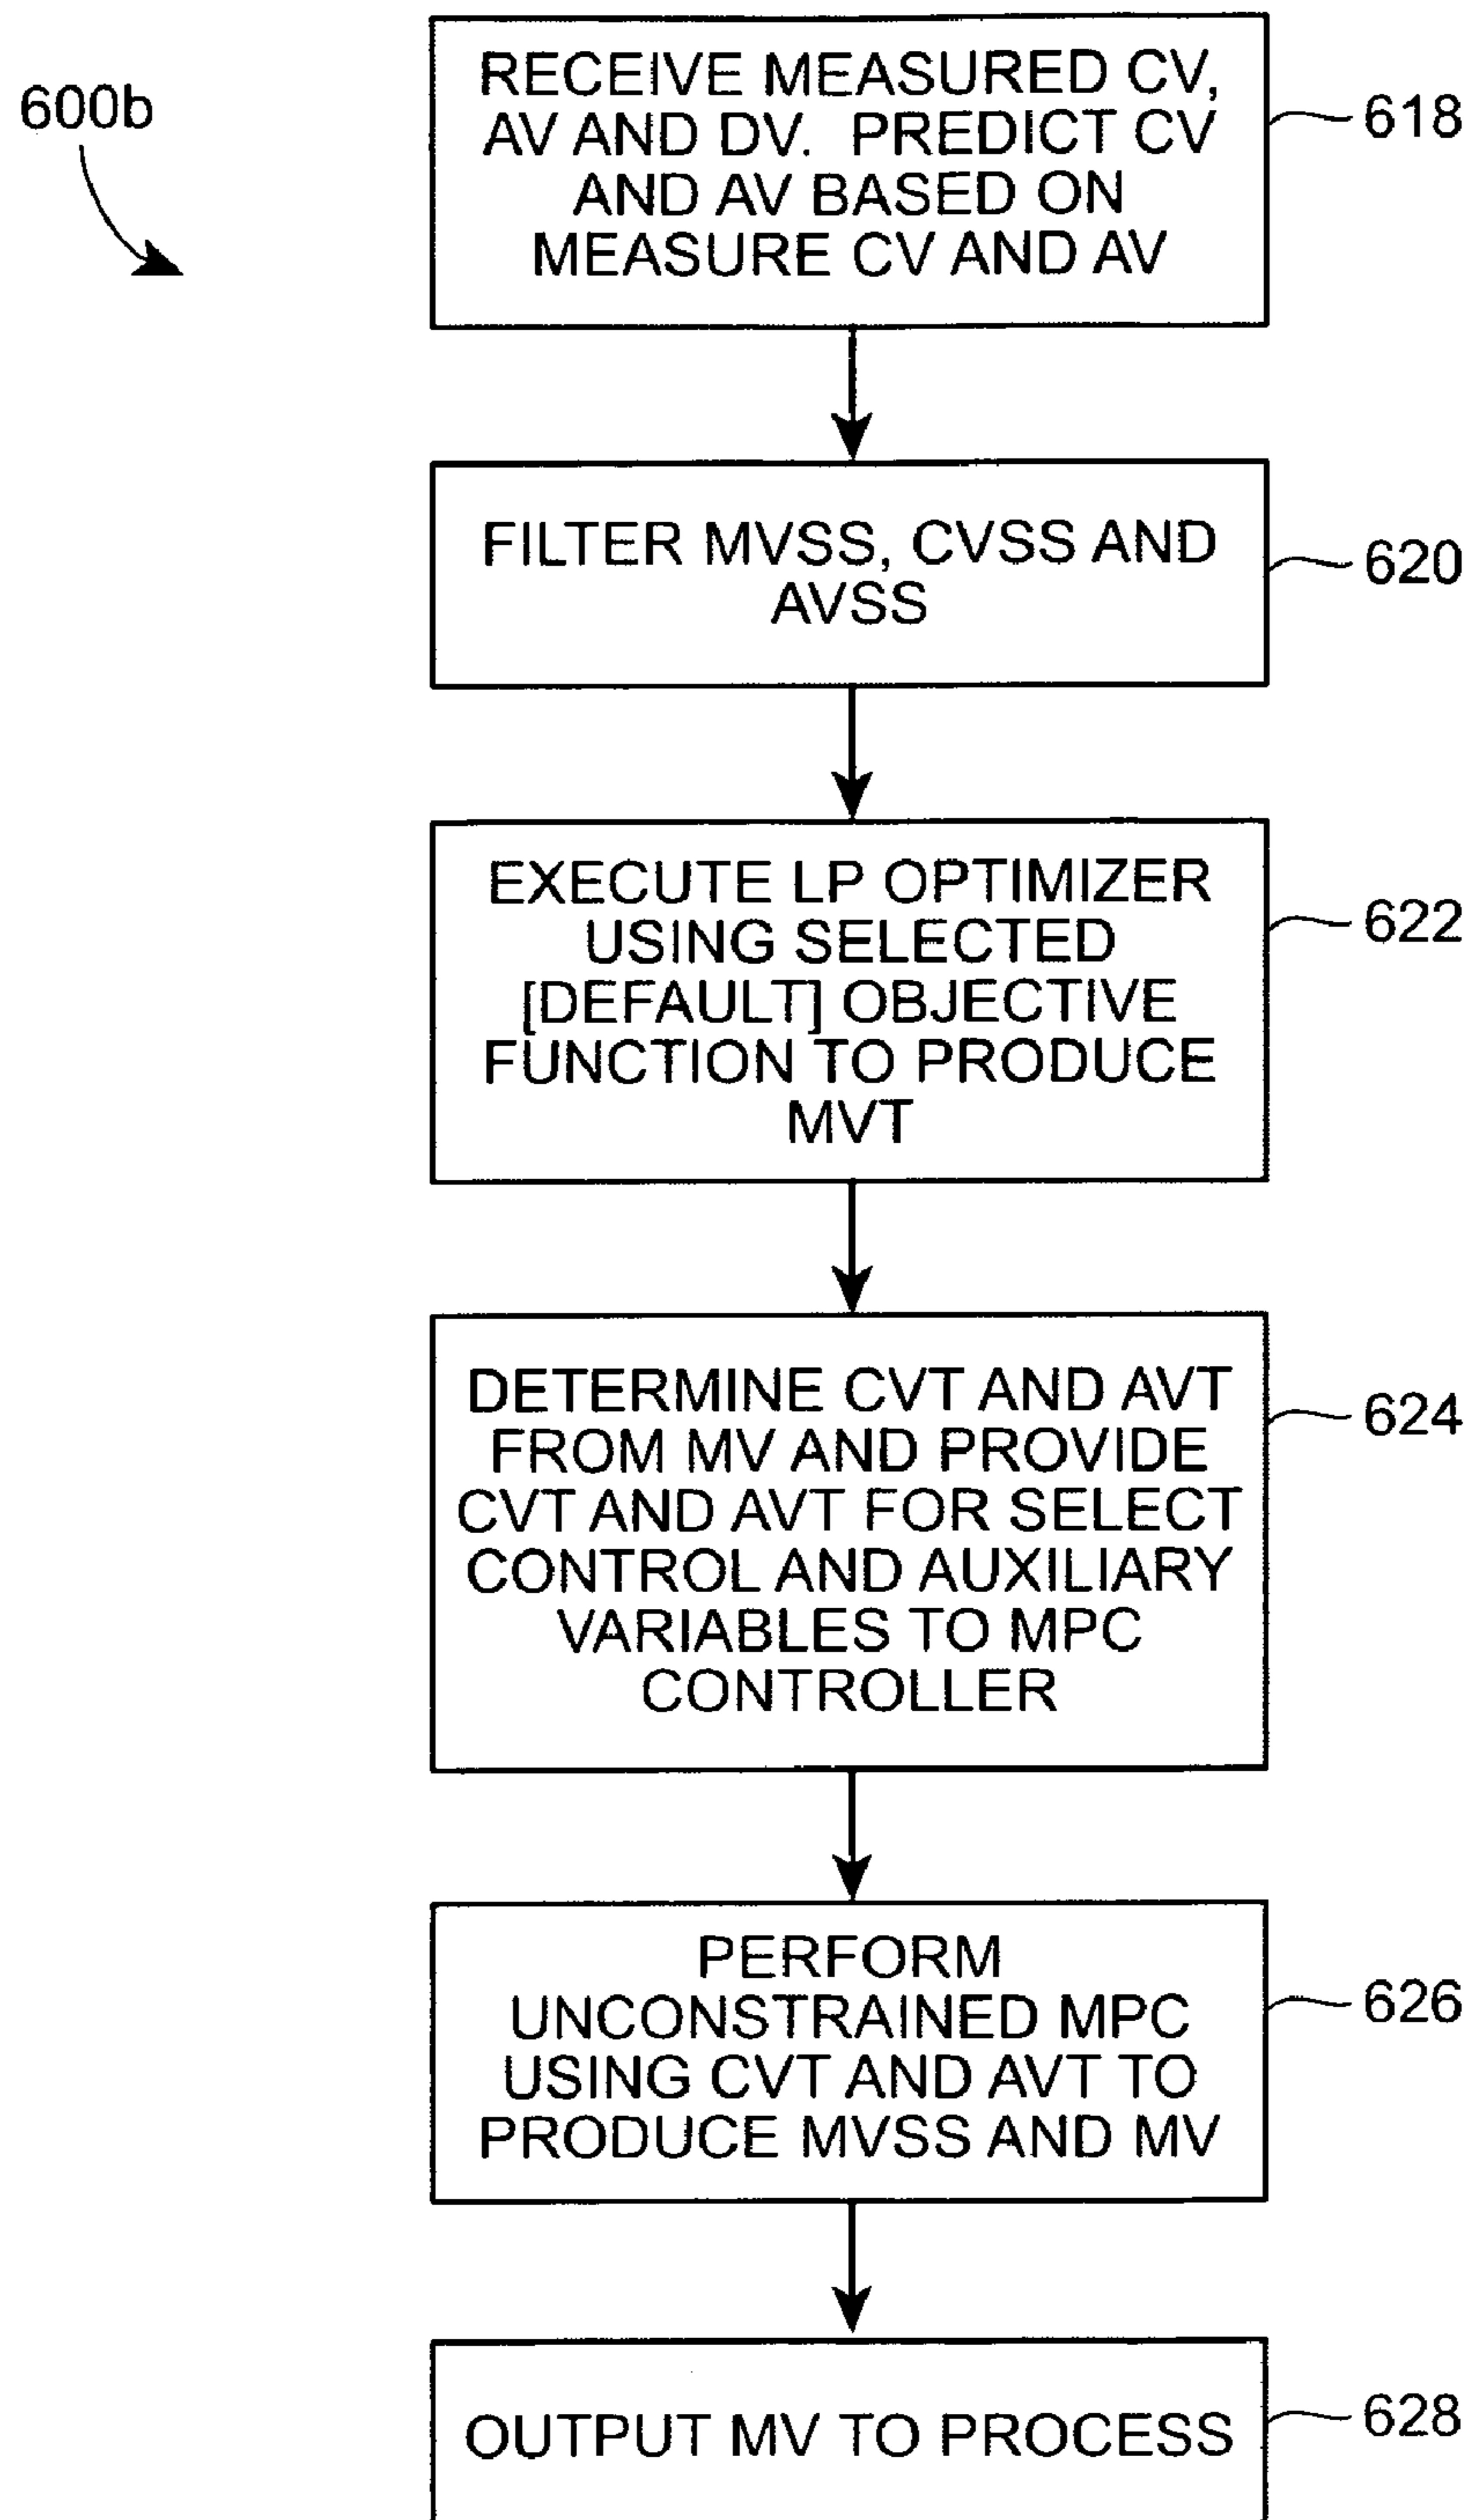 600b
RECEIVE MEASURED CV,
AV AND DV. PREDICT CV
AND AV BASED ON
MEASURE CV AND AV
618
FILTER MVSS, CVSS AND
AVSS
620
EXECUTE LP OPTIMIZER
USING SELECTED
[DEFAULT] OBJECTIVE
FUNCTION TO PRODUCE
MVT
622
DETERMINE CVT AND AVT
FROM MV AND PROVIDE
CVT AND AVT FOR SELECT
CONTROL AND AUXILIARY
VARIABLES TO MPC
CONTROLLER
624
PERFORM
UNCONSTRAINED MPC
USING CVT AND AVT TO
PRODUCE MVSS AND MV
626
OUTPUT MV TO PROCESS
628